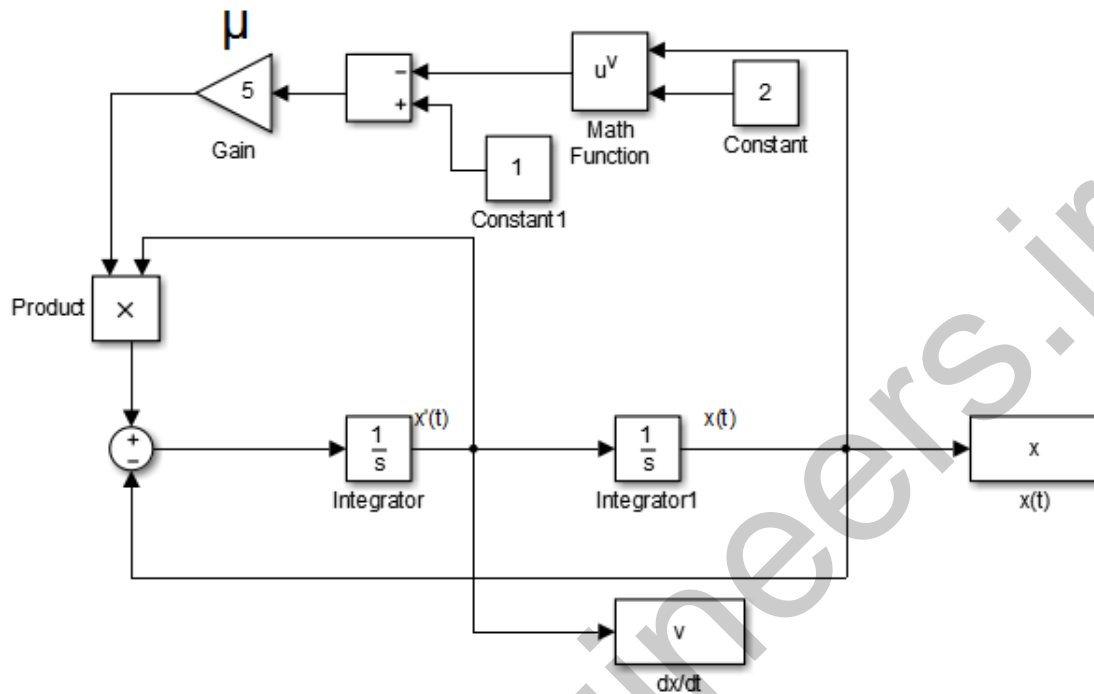 μ
5
Gain
−
+
u^v
Math
Function
2
Constant
1
Constant1
Product
×
+
−
x'(t)
1
s
Integrator
x(t)
1
s
Integrator1
x
x(t)
v
dx/dt